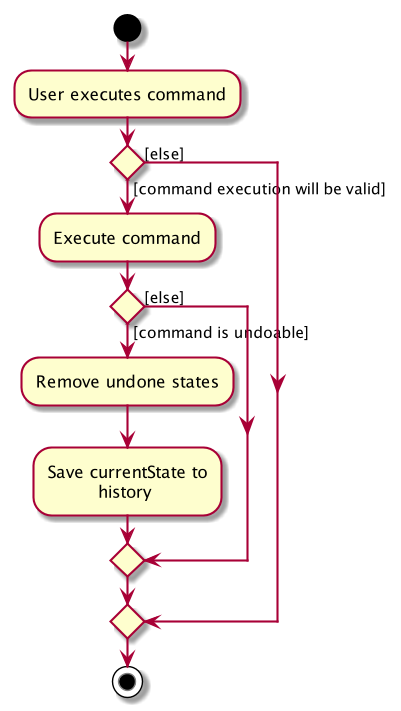 User executes command
[else]
[command execution will be valid]
Execute command
[else]
[command is undoable]
Remove undone states
Save currentState to
history